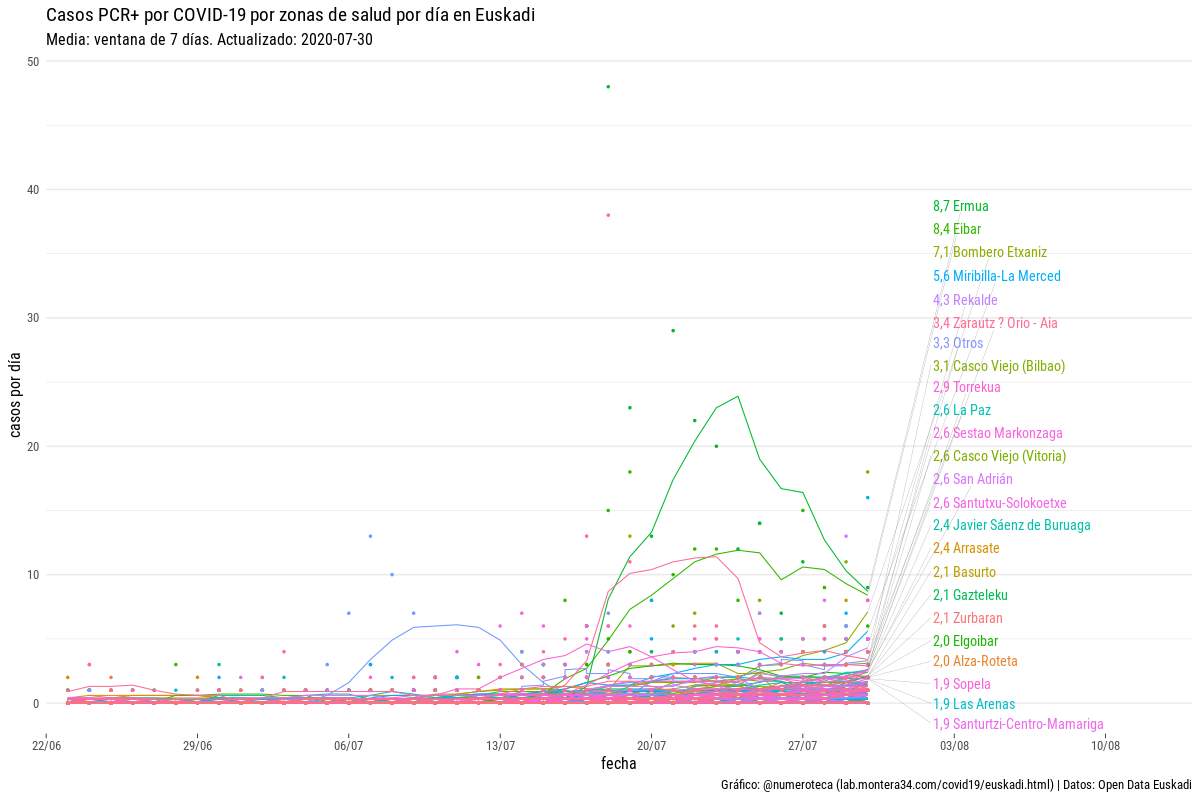 Casos PCR+ por COVID-19 por zonas de salud por día en Euskadi
Media: ventana de 7 días. Actualizado: 2020-07-30
50
40
30
20
10
0
casos por día
8,7 Ermua
8,4 Eibar
7,1 Bombero Etxaniz
5,6 Miribilla-La Merced
4,3 Rekalde
3,4 Zarautz ? Orio - Aia
3,3 Otros
3,1 Casco Viejo (Bilbao)
2,9 Torrekua
2,6 La Paz
2,6 Sestao Markonzaga
2,6 Casco Viejo (Vitoria)
2,6 San Adrián
2,6 Santutxu-Solokoetxe
2,4 Javier Sáenz de Buruaga
2,4 Arrasate
2,1 Basurto
2,1 Gazteleku
2,1 Zurbaran
2,0 Elgoibar
2,0 Alza-Roteta
1,9 Sopela
1,9 Las Arenas
1,9 Santurtzi-Centro-Mamariga
22/06 29/06 06/07 13/07 20/07 27/07 03/08 10/08
fecha
Gráfico: @numeroteca (lab.montera34.com/covid19/euskadi.html) | Datos: Open Data Euskadi